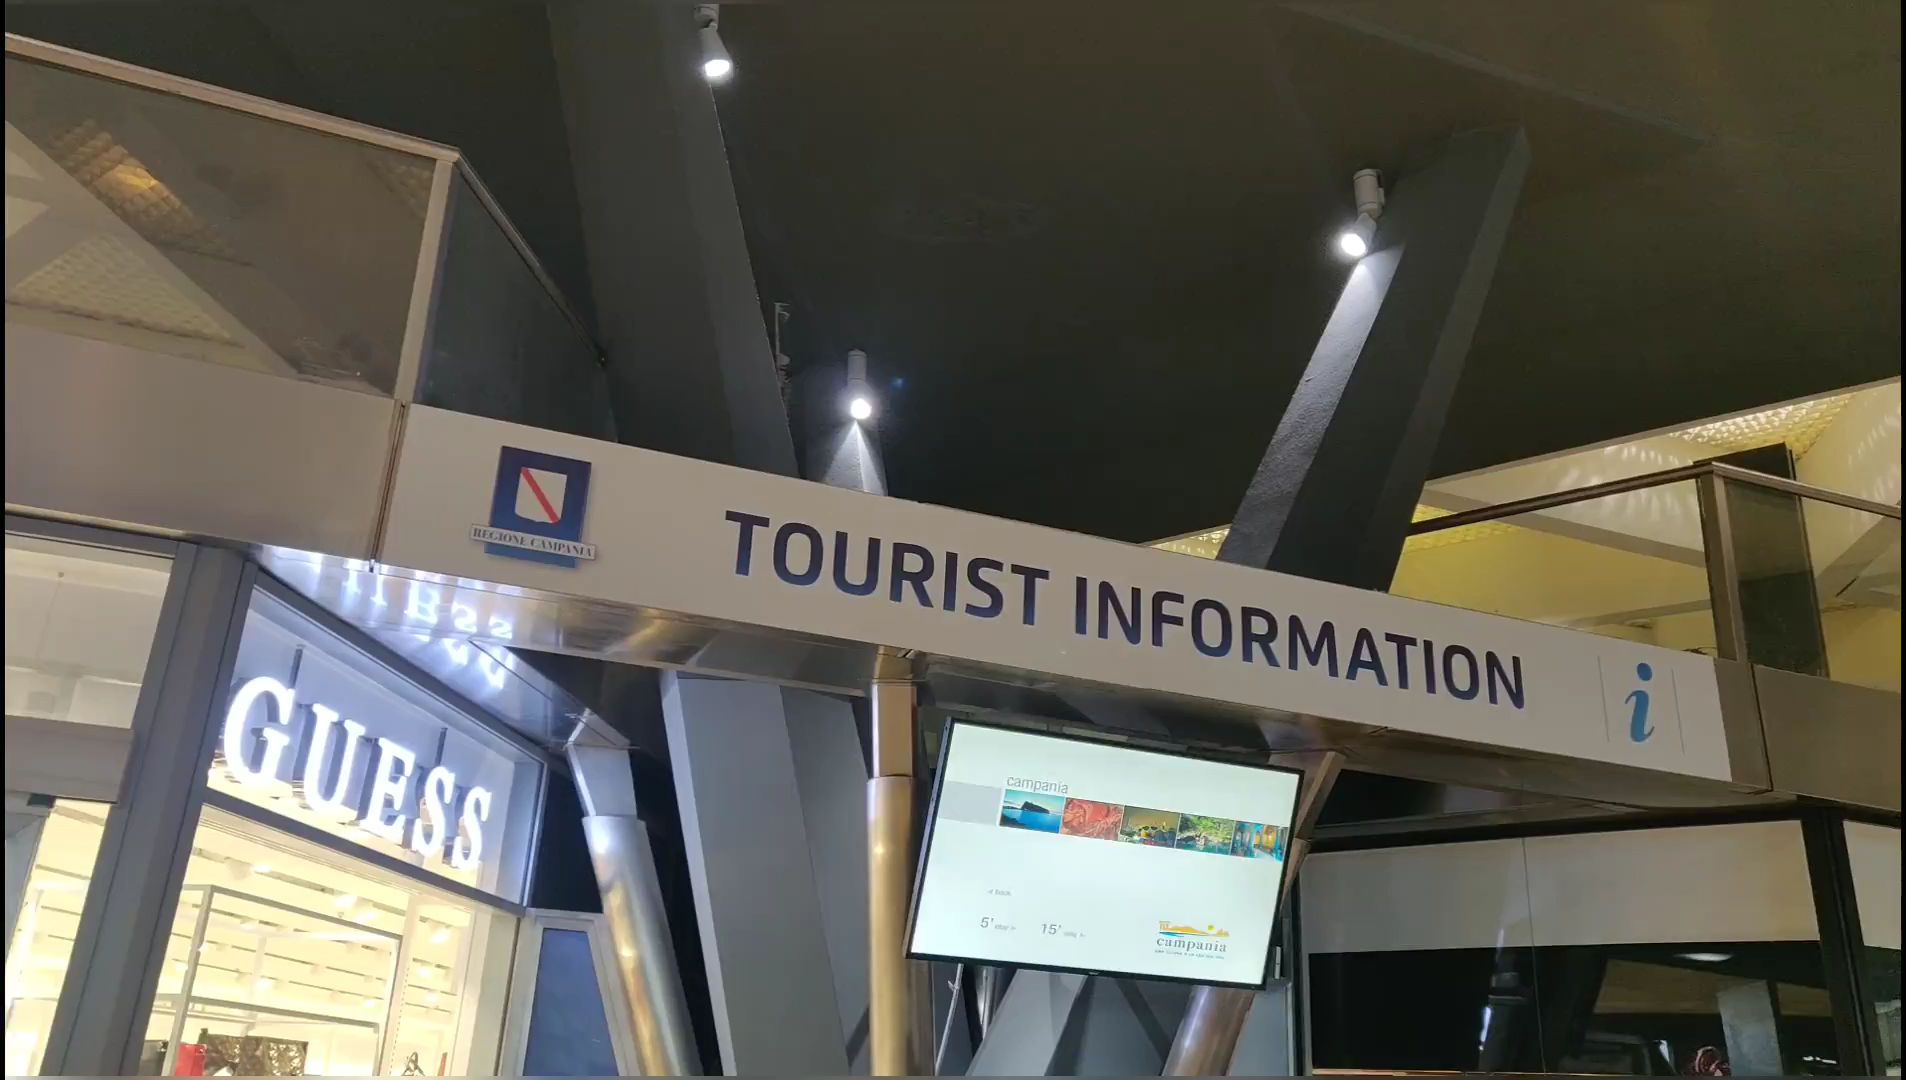 REGIONE CAMPANIA
TOURIST INFORMATION
i
GUESS
campania
5'
15'
campania